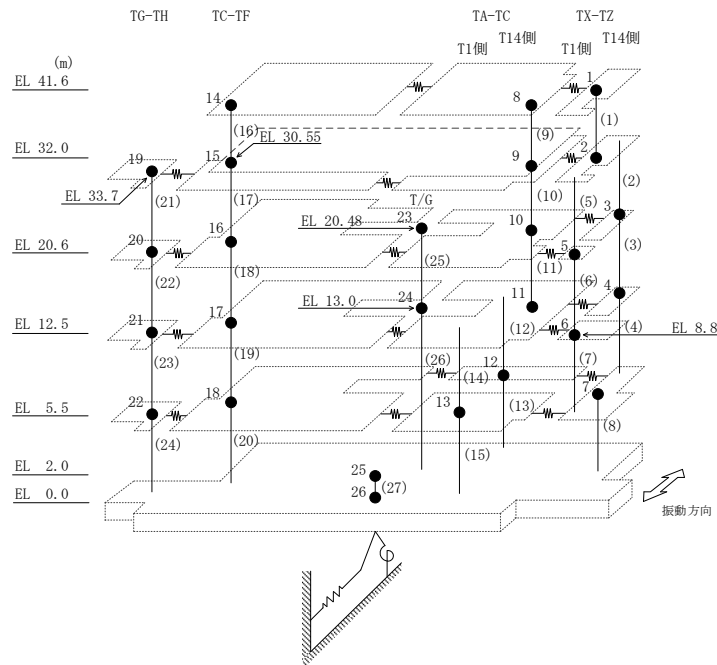 TG-TH
TC-TF
TA-TC
TX-TZ
T1側
T14側
T1側
T14側
(m)
EL 41.6
14
8
1
(1)
(16)
EL 30.55
(9)
EL 32.0
19
15
9
2
(2)
EL 33.7
(21)
(17)
(10)
T/G
(5)
16
EL 20.48
23
10
3
(3)
EL 20.6
20
5
(22)
(18)
(25)
(11)
(6)
EL 13.0
24
11
4
EL 12.5
21
17
(12)
6
(4)
EL 8.8
(23)
(19)
(26)
12
(7)
(14)
7
EL 5.5
22
18
13
(13)
(24)
(20)
(15)
(8)
EL 2.0
25
EL 0.0
26
(27)
振動方向